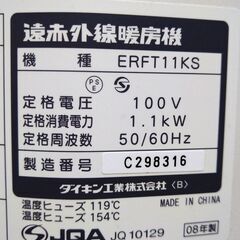 遠赤外線暖房機
機種 ERFT11KS
定格電圧 100V
定格消費電力 1.1kW
定格周波数 50/60Hz
製造番号 C298316
ダイキン工業株式会社〈B〉
温度ヒューズ 119℃ MADE IN CHINA
温度ヒューズ 154℃
JQA JQ10129 08年製